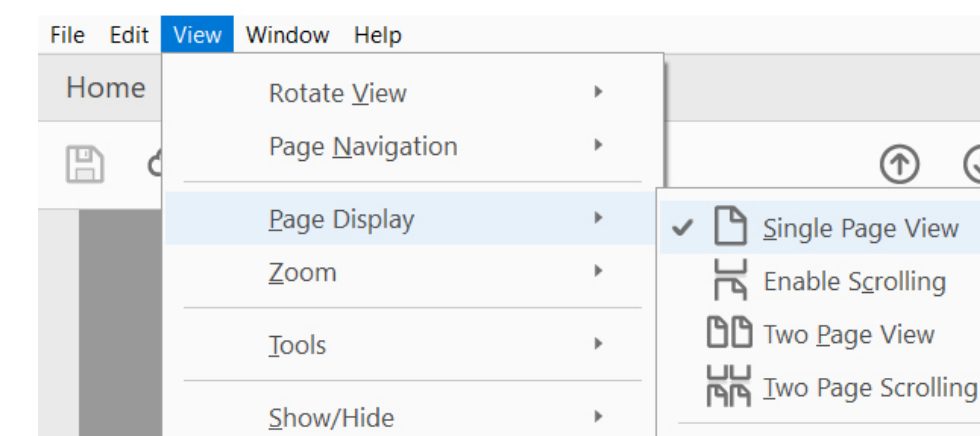 File Edit View Window Help
Home
Rotate View
Page Navigation
Page Display
Single Page View
Zoom
Enable Scrolling
Two Page View
Tools
Two Page Scrolling
Show/Hide